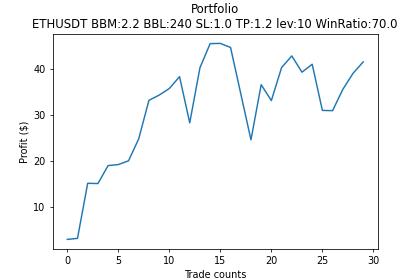 Portfolio
ETHUSDT BBM:2.2 BBL:240 SL:1.0 TP:1.2 lev:10 WinRatio:70.0
40
30
20
10
Profit ($)
0 5 10 15 20 25 30
Trade counts